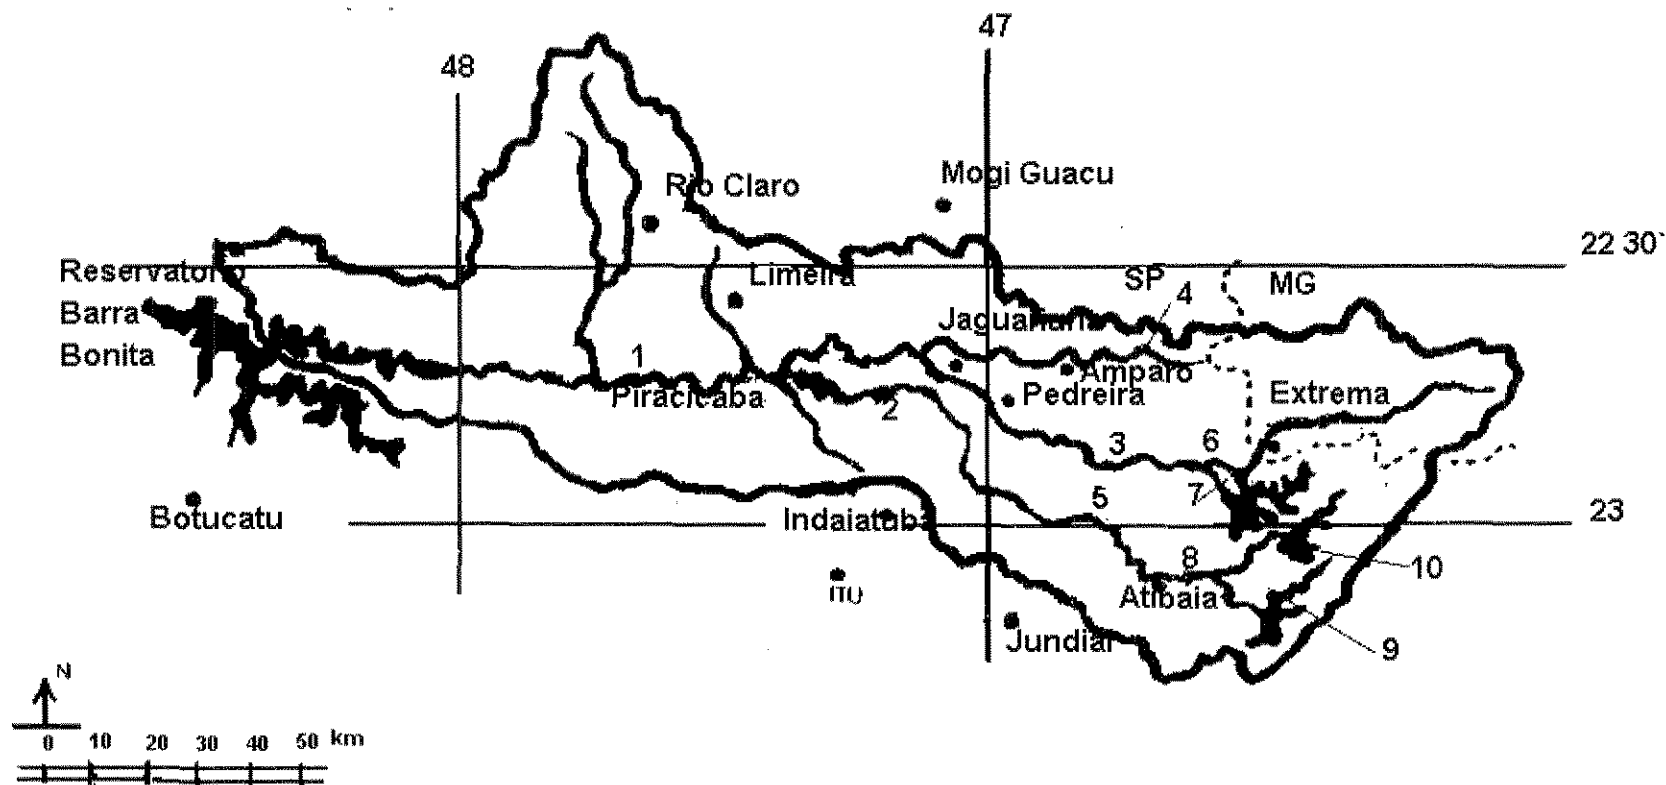 47
48
Mogi Guacu
Rio Claro
22 30`
Reservatorio
Barra
Bonita
Limeira
SP
MG
4
Jaguariuna
1
Amparo
Piracicaba
2
Pedreira
Extrema
3
6
7
Botucatu
Indaiatuba
5
23
8
10
ITU
Atibaia
Jundiai
9
N
0 10 20 30 40 50 km